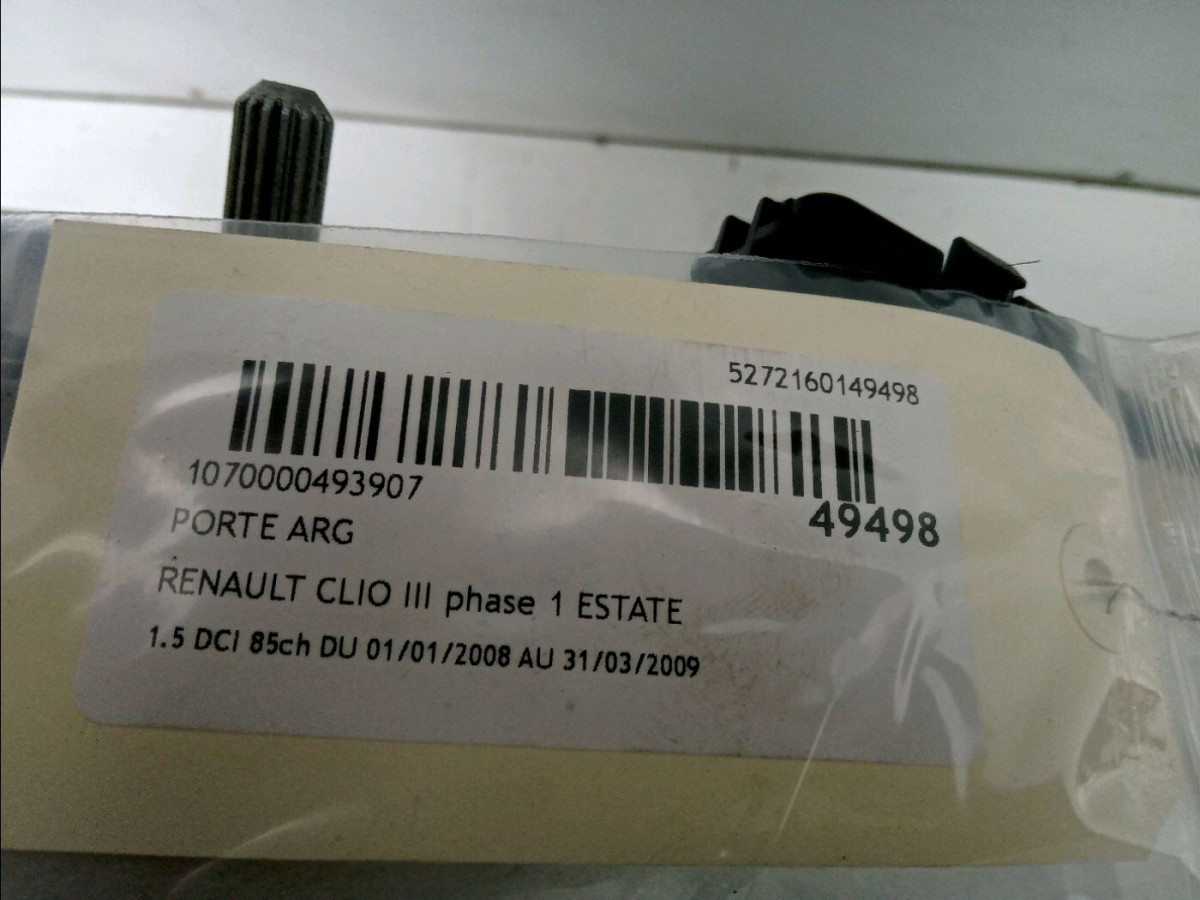 5272160149498
1070000493907
49498
PORTE ARG
RENAULT CLIO III phase 1 ESTATE
1.5 DCI 85ch DU 01/01/2008 AU 31/03/2009